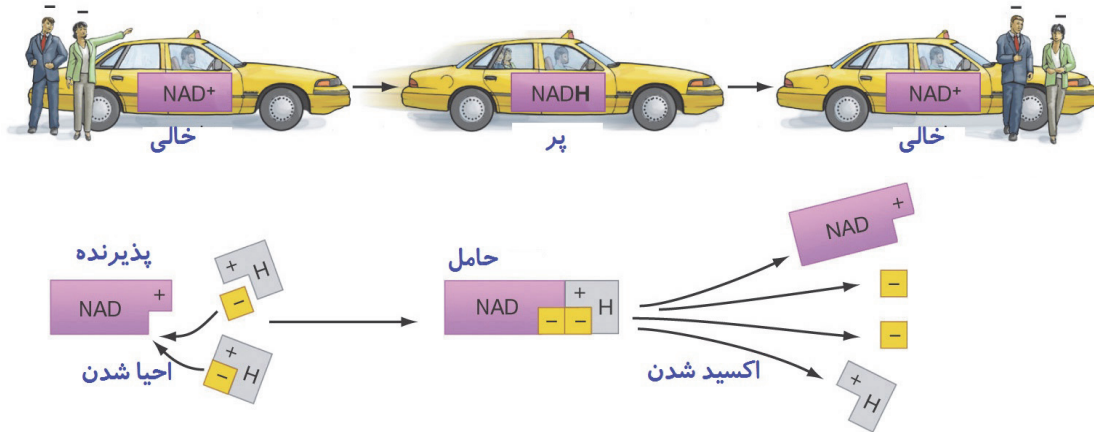 − − − −
NAD+ NADH NAD+
خالی پر خالی
پذیرنده حامل
NAD + + H −
+ H −
NAD + H − −
NAD +
−
−
+ H
احیا شدن اکسید شدن